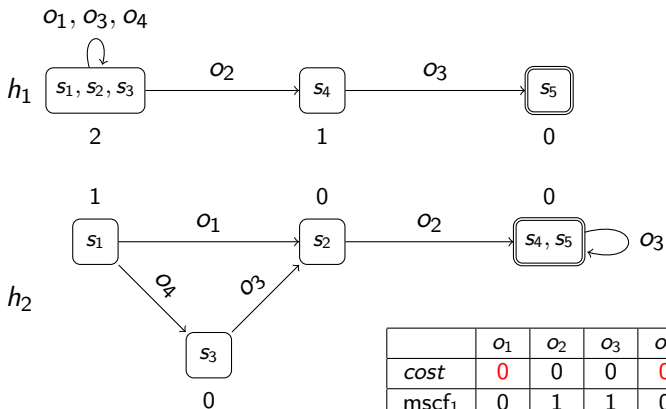 o₁, o₃, o₄
h₁ s₁, s₂, s₃ o₂ s₄ o₃ s₅
2 1 0
1 0 0
s₁ o₁ s₂ o₂ s₄, s₅ o₃
o₄ o₃
h₂
s₃
0
o₁ o₂ o₃
cost 0 0 0 0
mscf₁ 0 1 1 0